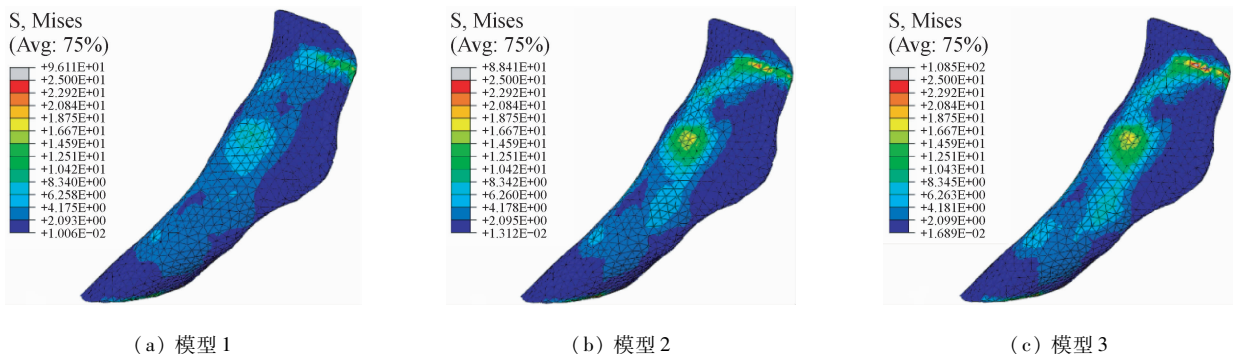 S, Mises
(Avg: 75%)
+9.611E+01
+2.500E+01
+2.292E+01
+2.084E+01
+1.875E+01
+1.667E+01
+1.459E+01
+1.251E+01
+1.042E+01
+8.340E+00
+6.258E+00
+4.175E+00
+2.093E+00
+1.006E−02
(a) 模型1
S, Mises
(Avg: 75%)
+8.841E+01
+2.500E+01
+2.292E+01
+2.084E+01
+1.875E+01
+1.667E+01
+1.459E+01
+1.251E+01
+1.042E+01
+8.342E+00
+6.260E+00
+4.178E+00
+2.095E+00
+1.312E−02
(b) 模型2
S, Mises
(Avg: 75%)
+1.085E+02
+2.500E+01
+2.292E+01
+2.084E+01
+1.875E+01
+1.667E+01
+1.459E+01
+1.251E+01
+1.043E+01
+8.345E+00
+6.263E+00
+4.181E+00
+2.099E+00
+1.689E−02
(c) 模型3